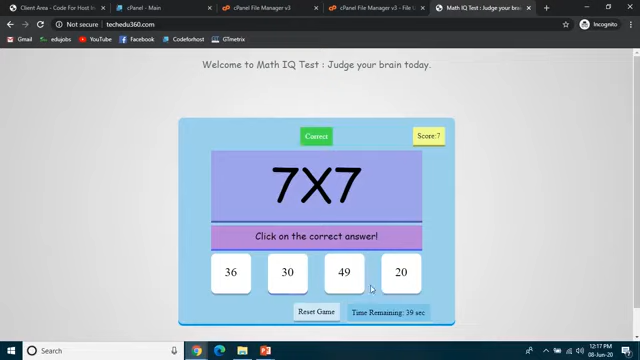 Client Area - Code For Host In
cPanel - Main
cPanel File Manager v3
cPanel File Manager v3 - File
Math IQ Test : Judge your brain
Not secure | techedu360.com
Incognito
Gmail
edujobs
YouTube
Facebook
Codeforhost
GTmetrix
Welcome to Math IQ Test : Judge your brain today.
Correct
Score:7
7X7
Click on the correct answer!
36 30 49 20
Reset Game
Time Remaining: 39 sec
Search
12:17 PM
08-Jun-20